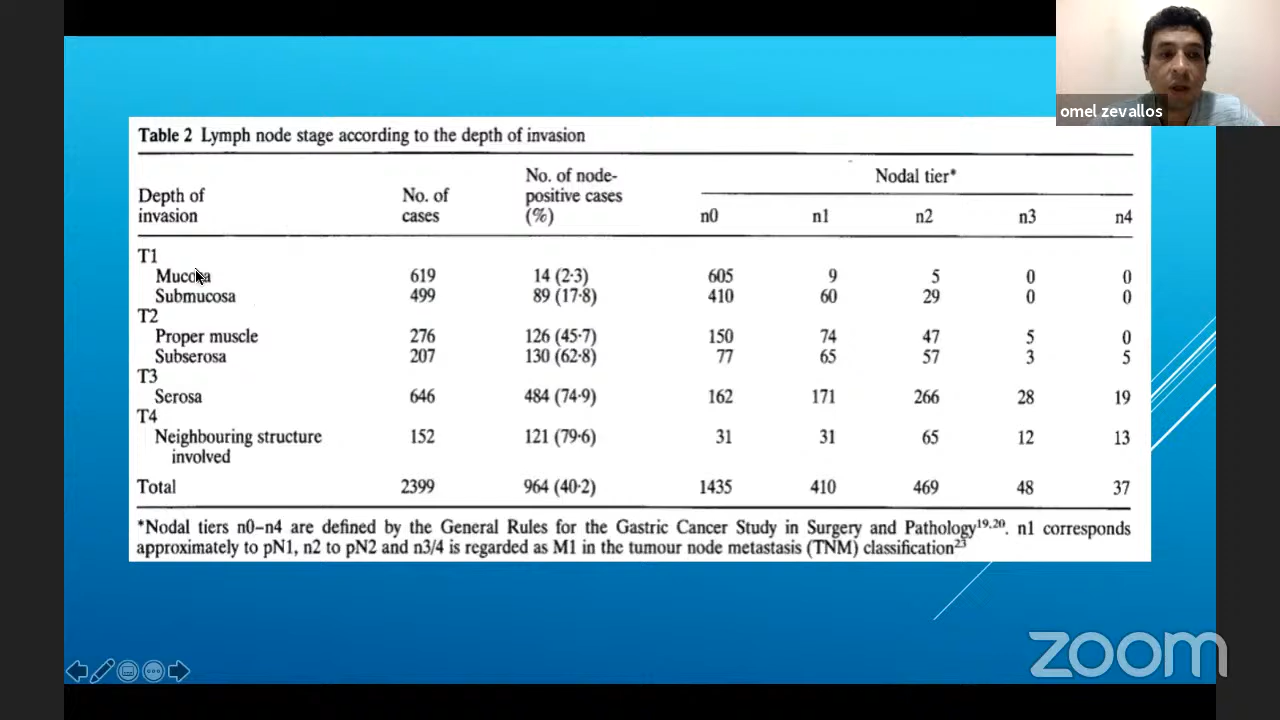 omel zevallos
Table 2 Lymph node stage according to the depth of invasion
Depth of invasion No. of cases No. of node-positive cases (%) Nodal tier*
n0 n1 n2 n3 n4
T1
Mucosa 619 14 (2·3) 605 9 5 0 0
Submucosa 499 89 (17·8) 410 60 29 0 0
T2
Proper muscle 276 126 (45·7) 150 74 47 5 0
Subserosa 207 130 (62·8) 77 65 57 3 5
T3
Serosa 646 484 (74·9) 162 171 266 28 19
T4
Neighbouring structure 152 121 (79·6) 31 31 65 12 13
involved
Total 2399 964 (40·2) 1435 410 469 48 37
*Nodal tiers n0–n4 are defined by the General Rules for the Gastric Cancer Study in Surgery and Pathology19,20. n1 corresponds
approximately to pN1, n2 to pN2 and n3/4 is regarded as M1 in the tumour node metastasis (TNM) classification23
zoom